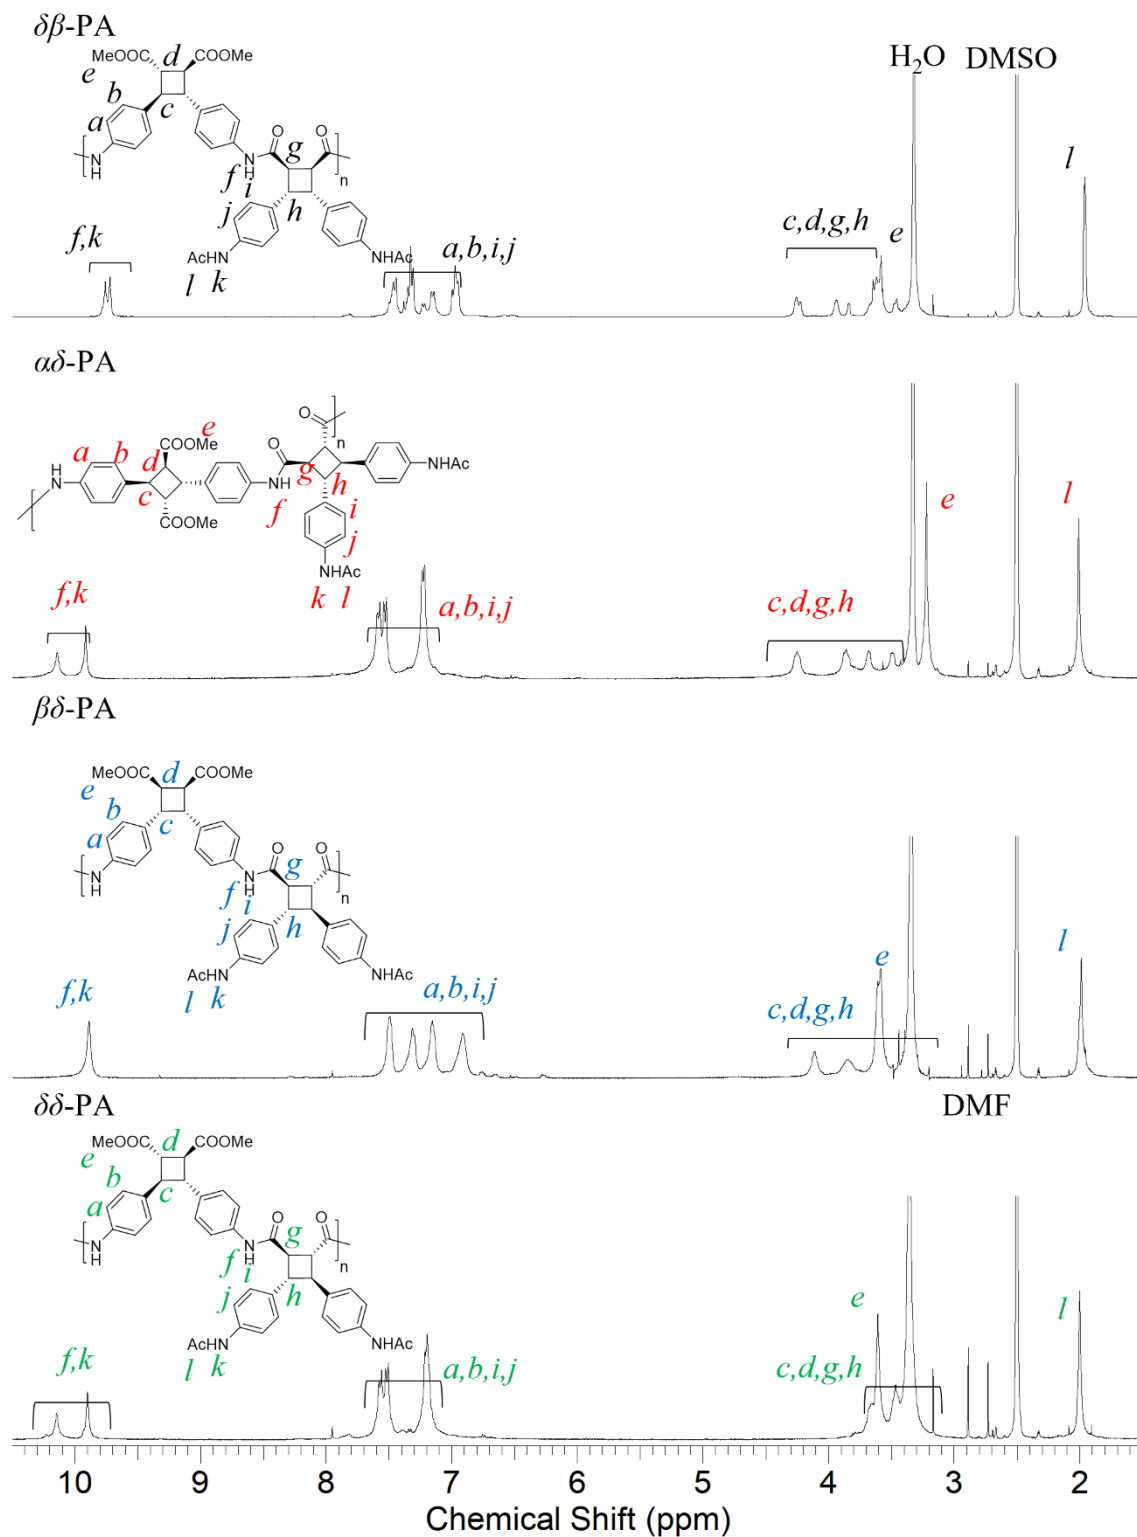 δβ-PA
H₂O DMSO
MeOOC d COOMe
e
b c
a
N
H
O g O
n
f N
H
i
j h
AcHN NHAc
l k
f,k
a,b,i,j
c,d,g,h
e
l
αδ-PA
O
n
COOMe e
O
a b d
H
N
NHAc
g
h
c
N
H
COOMe
f
i
j
NHAc
k l
f,k
a,b,i,j
c,d,g,h
e
l
βδ-PA
MeOOC d COOMe
e
b c
a
N
H
O g O
n
f N
H
i
j h
AcHN NHAc
l k
f,k
a,b,i,j
c,d,g,h
e
l
δδ-PA
DMF
MeOOC d COOMe
e
b c
a
N
H
O g O
n
f N
H
i
j h
AcHN NHAc
l k
f,k
a,b,i,j
c,d,g,h
e
l
10 9 8 7 6 5 4 3 2
Chemical Shift (ppm)